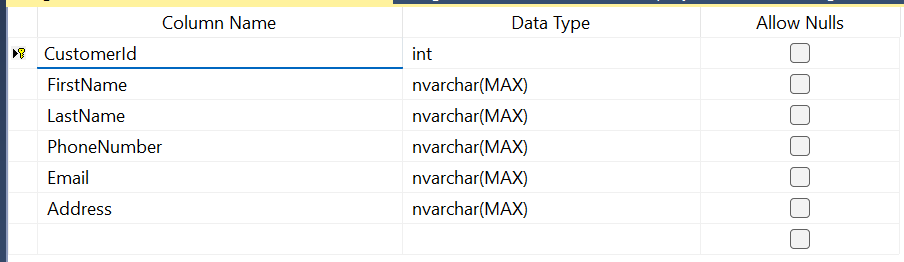 Column Name Data Type Allow Nulls
CustomerId int
FirstName nvarchar(MAX)
LastName nvarchar(MAX)
PhoneNumber nvarchar(MAX)
Email nvarchar(MAX)
Address nvarchar(MAX)